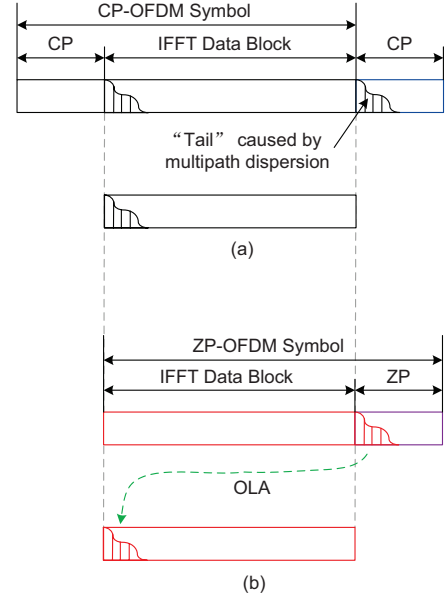 CP-OFDM Symbol
CP
IFFT Data Block
CP
“Tail” caused by
multipath dispersion
(a)
ZP-OFDM Symbol
IFFT Data Block
ZP
OLA
(b)